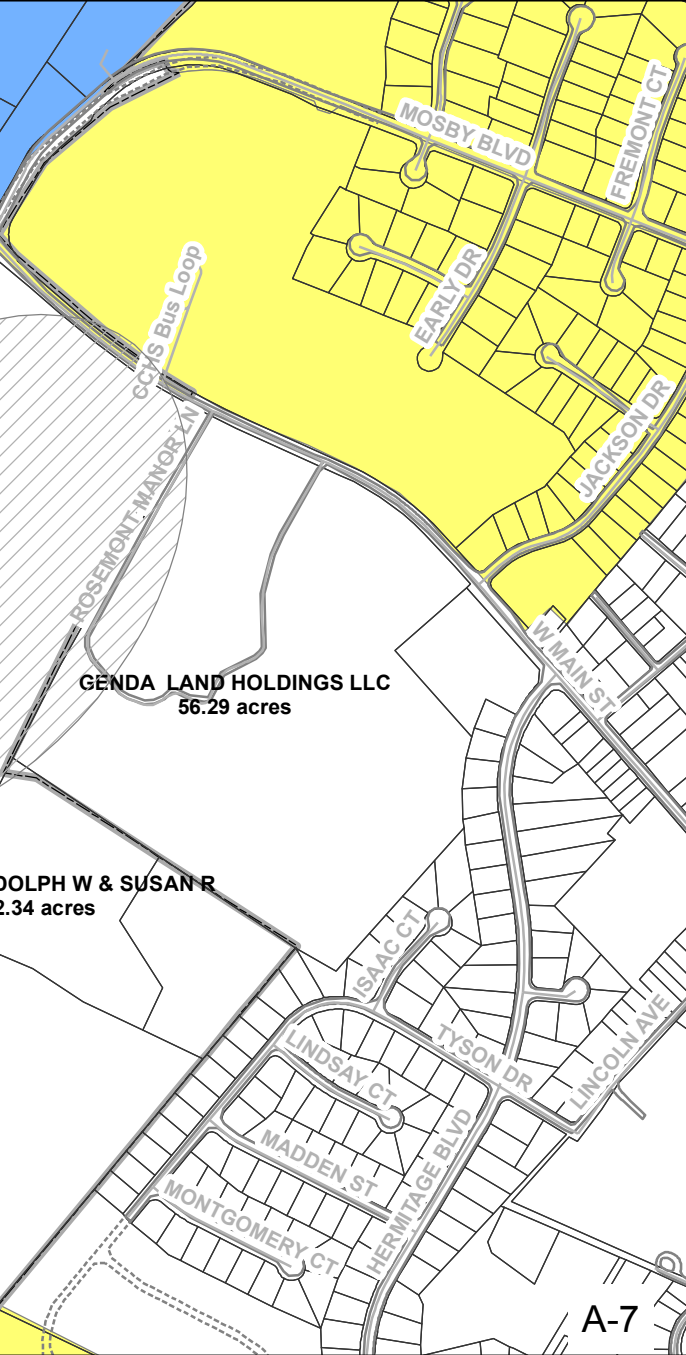 MOSBY BLVD
FREMONT CT
EARLY DR
CCHS Bus Loop
JACKSON DR
ROSEMONT MANOR LN
W MAIN ST
GENDA LAND HOLDINGS LLC
56.29 acres
DOLPH W & SUSAN R
2.34 acres
ISAAC CT
TYSON DR
LINCOLN AVE
LINDSAY CT
MADDEN ST
HERMITAGE BLVD
MONTGOMERY CT
A-7